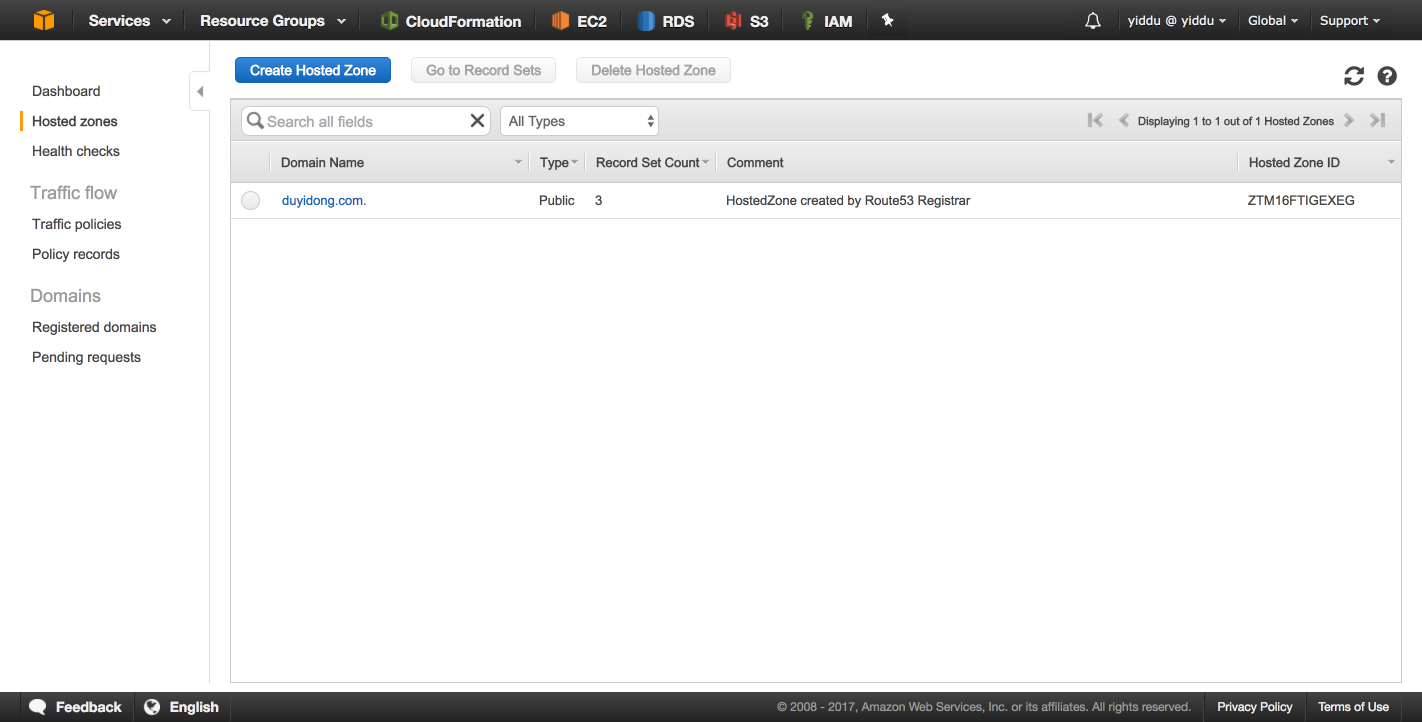 Services Resource Groups CloudFormation EC2 RDS S3 IAM yiddu @ yiddu Global Support
Create Hosted Zone Go to Record Sets Delete Hosted Zone
Dashboard
Hosted zones
Health checks
Traffic flow
Traffic policies
Policy records
Domains
Registered domains
Pending requests
Search all fields All Types Displaying 1 to 1 out of 1 Hosted Zones
Domain Name Type Record Set Count Comment Hosted Zone ID
duyidong.com. Public 3 HostedZone created by Route53 Registrar ZTM16FTIGEXEG
Feedback English © 2008 - 2017, Amazon Web Services, Inc. or its affiliates. All rights reserved. Privacy Policy Terms of Use